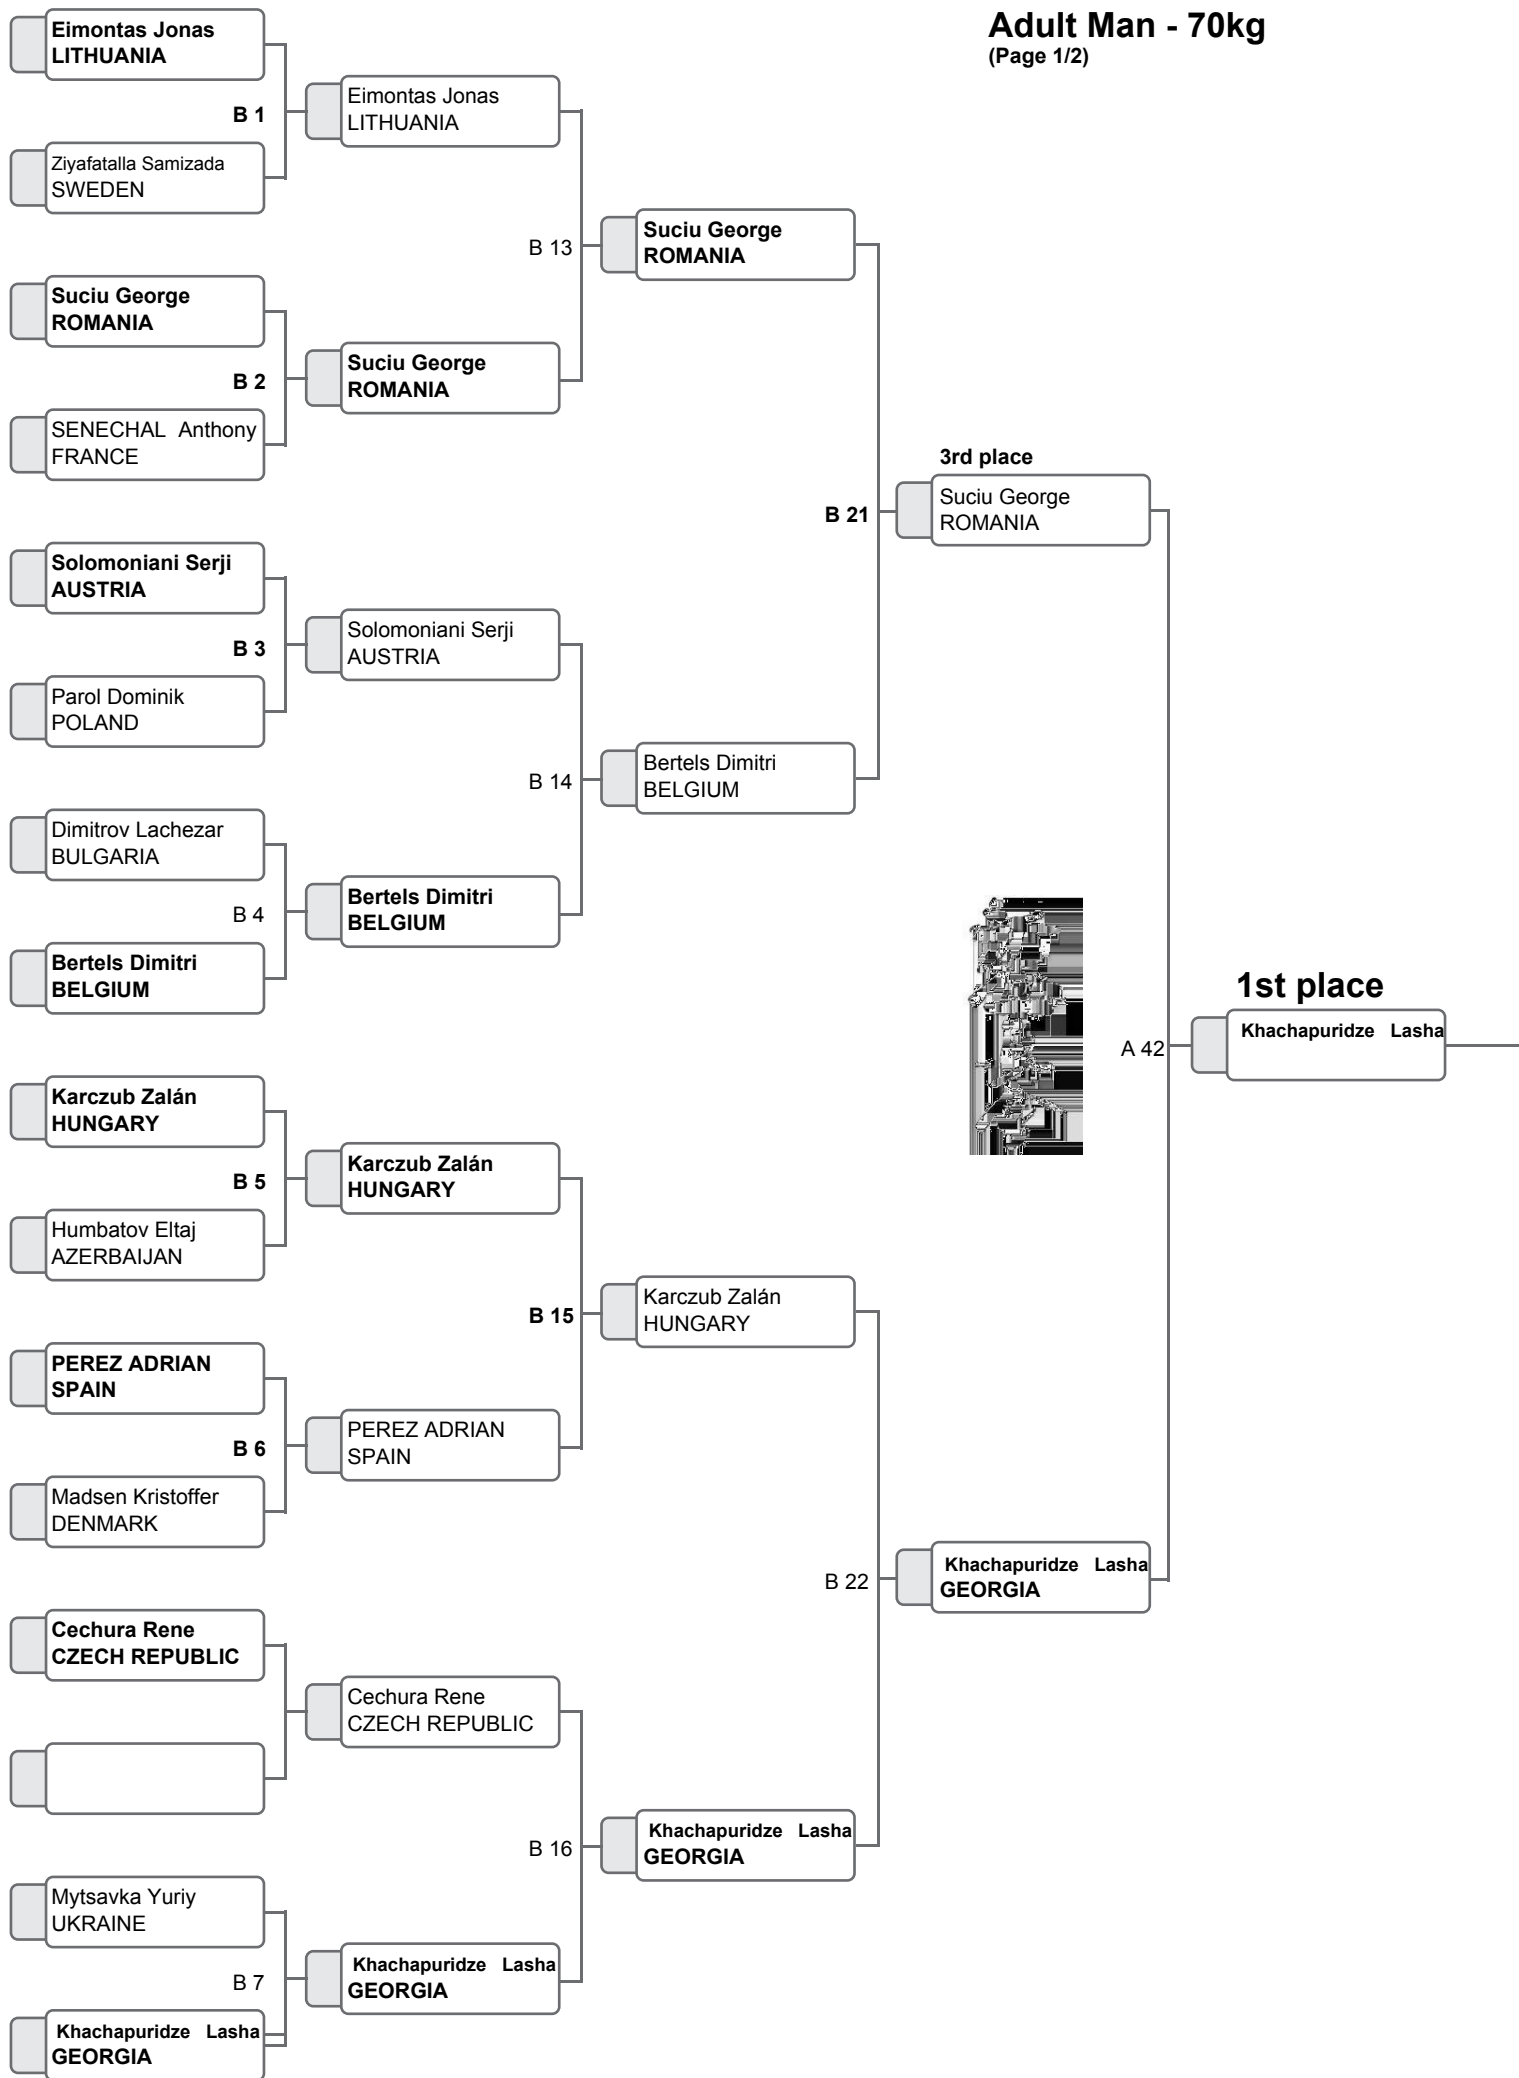 Adult Man - 70kg
(Page 1/2)
Eimontas Jonas
LITHUANIA
B 1
Ziyafatalla Samizada
SWEDEN
Suciu George
ROMANIA
B 2
SENECHAL Anthony
FRANCE
Solomoniani Serji
AUSTRIA
B 3
Parol Dominik
POLAND
Dimitrov Lachezar
BULGARIA
B 4
Bertels Dimitri
BELGIUM
Karczub Zalán
HUNGARY
B 5
Humbatov Eltaj
AZERBAIJAN
PEREZ ADRIAN
SPAIN
B 6
Madsen Kristoffer
DENMARK
Cechura Rene
CZECH REPUBLIC
Mytsavka Yuriy
UKRAINE
B 7
Khachapuridze Lasha
GEORGIA
Eimontas Jonas
LITHUANIA
B 13
Suciu George
ROMANIA
Solomoniani Serji
AUSTRIA
B 14
Bertels Dimitri
BELGIUM
Karczub Zalán
HUNGARY
B 15
PEREZ ADRIAN
SPAIN
Cechura Rene
CZECH REPUBLIC
B 16
Khachapuridze Lasha
GEORGIA
Suciu George
ROMANIA
B 21
Bertels Dimitri
BELGIUM
Karczub Zalán
HUNGARY
B 22
Khachapuridze Lasha
GEORGIA
3rd place
Suciu George
ROMANIA
A 42
Khachapuridze Lasha
GEORGIA
1st place
Khachapuridze Lasha